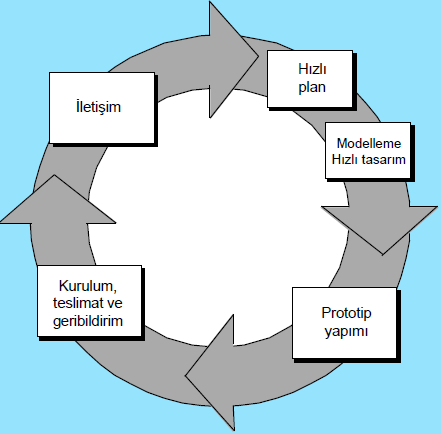 İletişim
Hızlı
plan
Modelleme
Hızlı tasarım
Prototip
yapımı
Kurulum,
teslimat ve
geribildirim